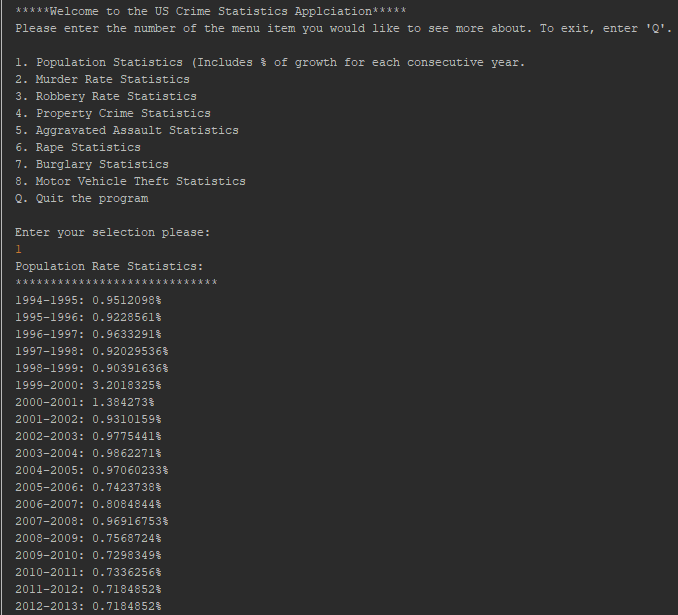 *****Welcome to the US Crime Statistics Applciation*****
Please enter the number of the menu item you would like to see more about. To exit, enter 'Q'.
1. Population Statistics (Includes % of growth for each consecutive year.
2. Murder Rate Statistics
3. Robbery Rate Statistics
4. Property Crime Statistics
5. Aggravated Assault Statistics
6. Rape Statistics
7. Burglary Statistics
8. Motor Vehicle Theft Statistics
Q. Quit the program
Enter your selection please:
1
Population Rate Statistics:
*****************************
1994-1995: 0.9512098%
1995-1996: 0.9228561%
1996-1997: 0.9633291%
1997-1998: 0.92029536%
1998-1999: 0.90391636%
1999-2000: 3.2018325%
2000-2001: 1.384273%
2001-2002: 0.9310159%
2002-2003: 0.9775441%
2003-2004: 0.9862271%
2004-2005: 0.97060233%
2005-2006: 0.7423738%
2006-2007: 0.8084844%
2007-2008: 0.96916753%
2008-2009: 0.7568724%
2009-2010: 0.7298349%
2010-2011: 0.7336256%
2011-2012: 0.7184852%
2012-2013: 0.7184852%